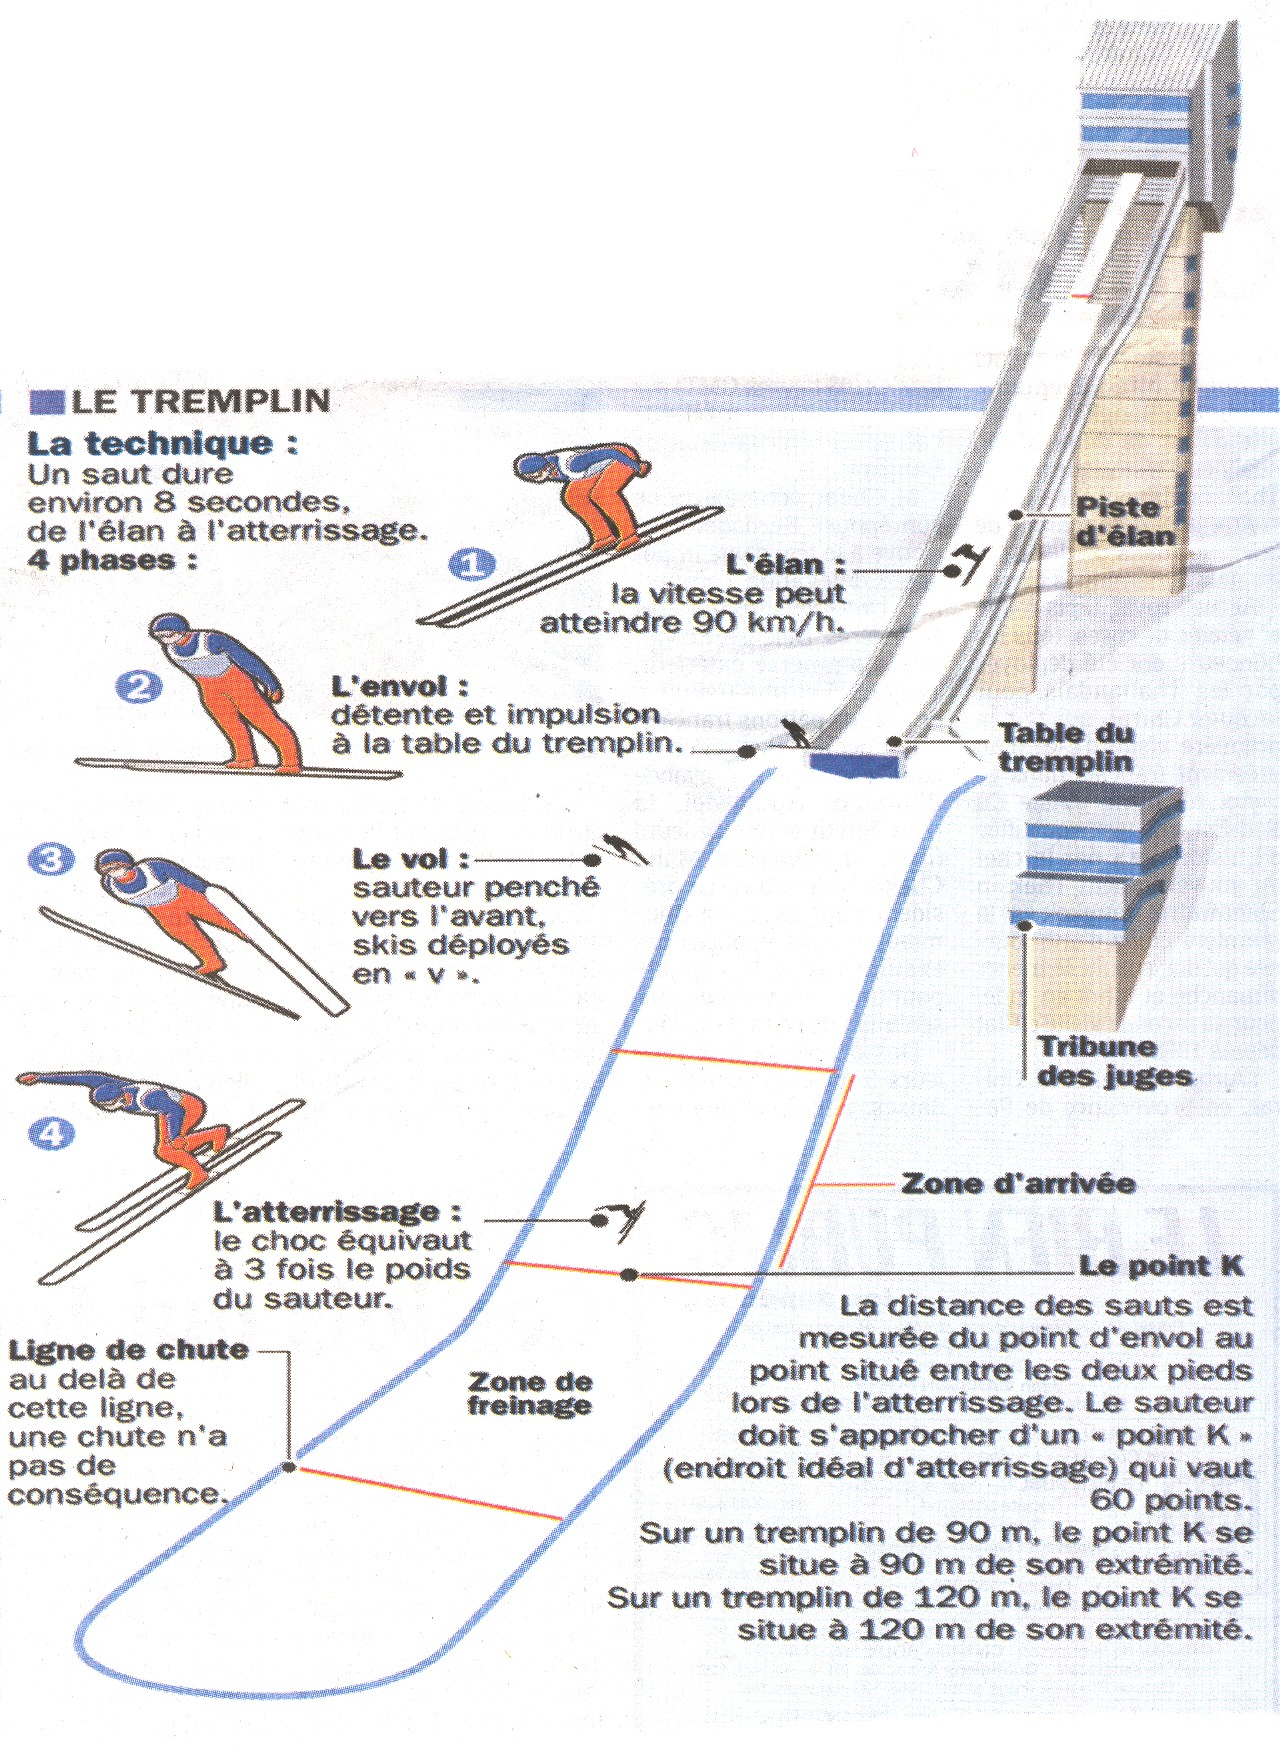 LE TREMPLIN
La technique :
Un saut dure
environ 8 secondes,
de l'élan à l'atterrissage.
4 phases :
1
L'élan :
la vitesse peut
atteindre 90 km/h.
Piste
d'élan
2
L'envol :
détente et impulsion
à la table du tremplin.
Table du
tremplin
3
Le vol :
sauteur penché
vers l'avant,
skis déployés
en « v ».
Tribune
des juges
4
L'atterrissage :
le choc équivaut
à 3 fois le poids
du sauteur.
Zone d'arrivée
Le point K
La distance des sauts est
mesurée du point d'envol au
point situé entre les deux pieds
lors de l'atterrissage. Le sauteur
doit s'approcher d'un « point K »
(endroit idéal d'atterrissage) qui vaut
60 points.
Sur un tremplin de 90 m, le point K se
situe à 90 m de son extrémité.
Sur un tremplin de 120 m, le point K se
situe à 120 m de son extrémité.
Ligne de chute
au delà de
cette ligne,
une chute n'a
pas de
conséquence.
Zone de
freinage